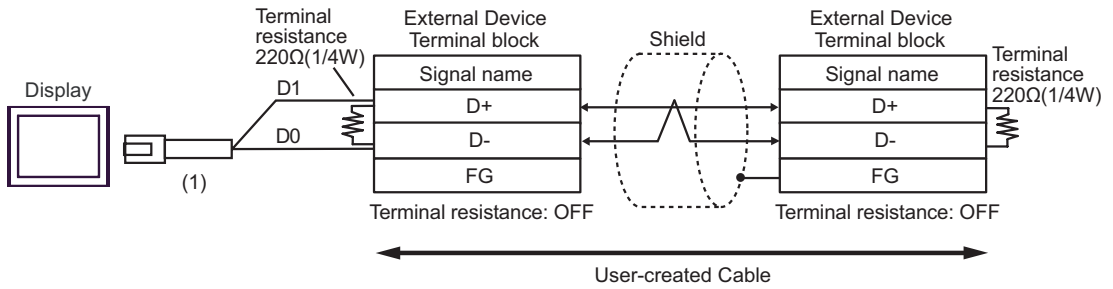 Display
(1)
D1
D0
Terminal
resistance
220Ω(1/4W)
External Device
Terminal block
Signal name
D+
D-
FG
Terminal resistance: OFF
Shield
External Device
Terminal block
Signal name
D+
D-
FG
Terminal resistance: OFF
Terminal
resistance
220Ω(1/4W)
User-created Cable